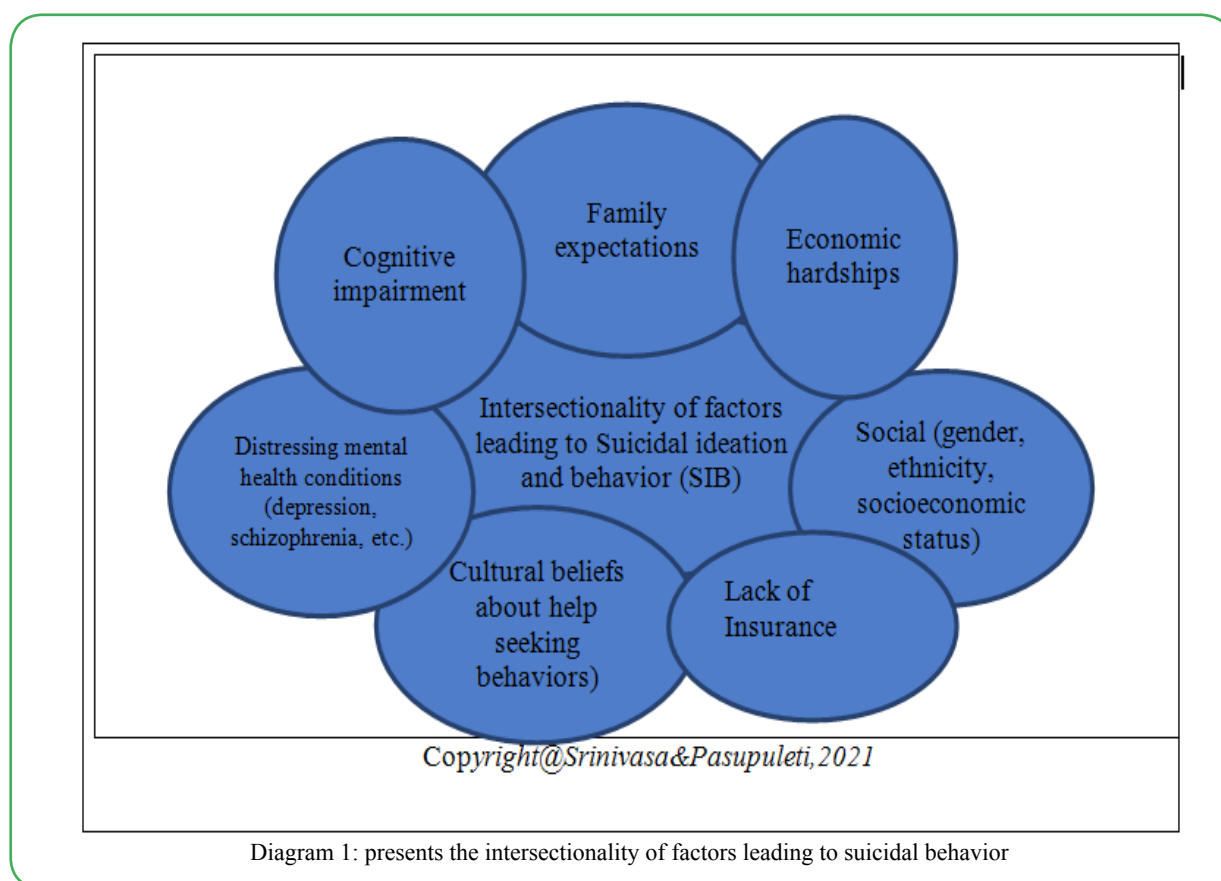 Family
expectations
Economic
hardships
Cognitive
impairment
Intersectionality of factors
leading to Suicidal ideation
and behavior (SIB)
Social (gender,
ethnicity,
socioeconomic
status)
Distressing mental
health conditions
(depression,
schizophrenia, etc.)
Cultural beliefs
about help
seeking
behaviors)
Lack of
Insurance
Copyright@Srinivasa&Pasupuleti,2021
Diagram 1: presents the intersectionality of factors leading to suicidal behavior